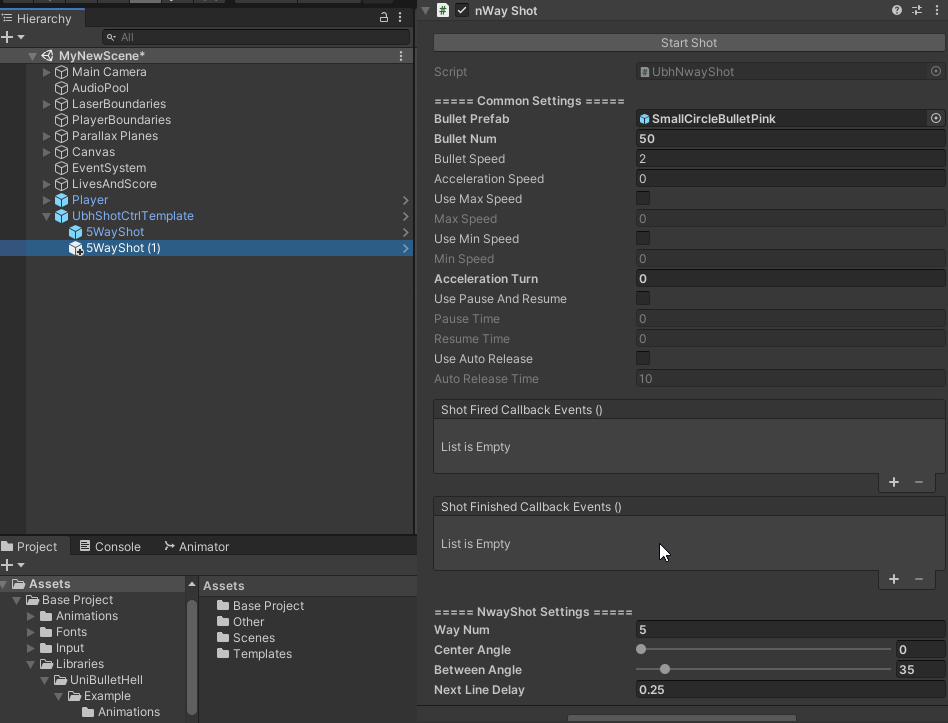 Hierarchy
All
MyNewScene*
Main Camera
AudioPool
LaserBoundaries
PlayerBoundaries
Parallax Planes
Canvas
EventSystem
LivesAndScore
Player
UbhShotCtrlTemplate
5WayShot
5WayShot (1)
Project
Console
Animator
Assets
Base Project
Animations
Fonts
Input
Libraries
UniBulletHell
Example
Animations
Assets
Base Project
Other
Scenes
Templates
nWay Shot
Start Shot
Script UbhNwayShot
===== Common Settings =====
Bullet Prefab SmallCircleBulletPink
Bullet Num 50
Bullet Speed 2
Acceleration Speed 0
Use Max Speed
Max Speed 0
Use Min Speed
Min Speed 0
Acceleration Turn 0
Use Pause And Resume
Pause Time 0
Resume Time 0
Use Auto Release
Auto Release Time 10
Shot Fired Callback Events ()
List is Empty
Shot Finished Callback Events ()
List is Empty
===== NwayShot Settings =====
Way Num 5
Center Angle 0
Between Angle 35
Next Line Delay 0.25